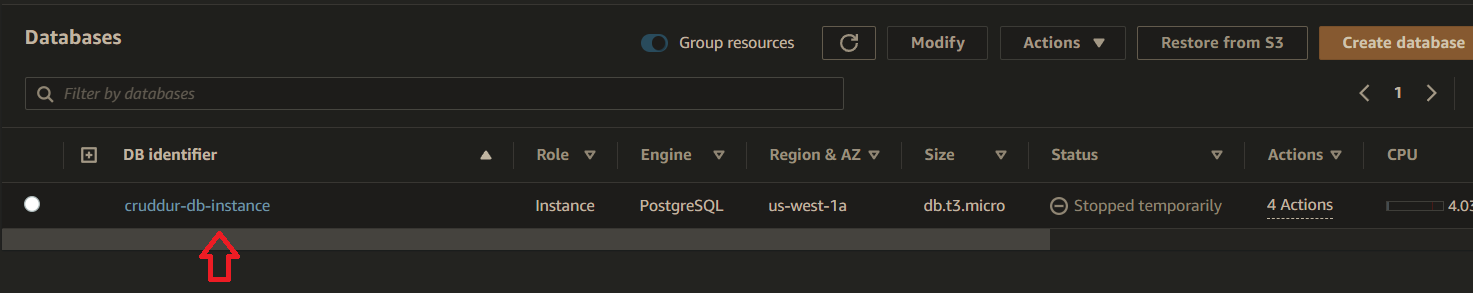 Databases
Group resources
Modify
Actions
Restore from S3
Create database
Filter by databases
1
DB identifier Role Engine Region & AZ Size Status Actions CPU
cruddur-db-instance Instance PostgreSQL us-west-1a db.t3.micro Stopped temporarily 4 Actions 4.03